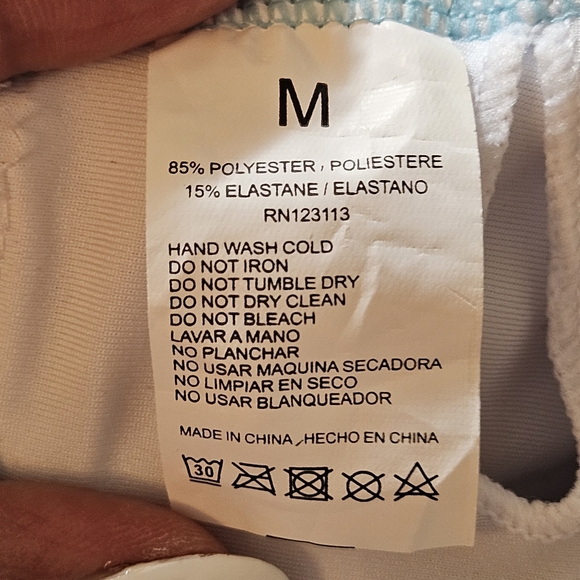 M
85% POLYESTER / POLIESTERE
15% ELASTANE / ELASTANO
RN123113
HAND WASH COLD
DO NOT IRON
DO NOT TUMBLE DRY
DO NOT DRY CLEAN
DO NOT BLEACH
LAVAR A MANO
NO PLANCHAR
NO USAR MAQUINA SECADORA
NO LIMPIAR EN SECO
NO USAR BLANQUEADOR
MADE IN CHINA / HECHO EN CHINA
30